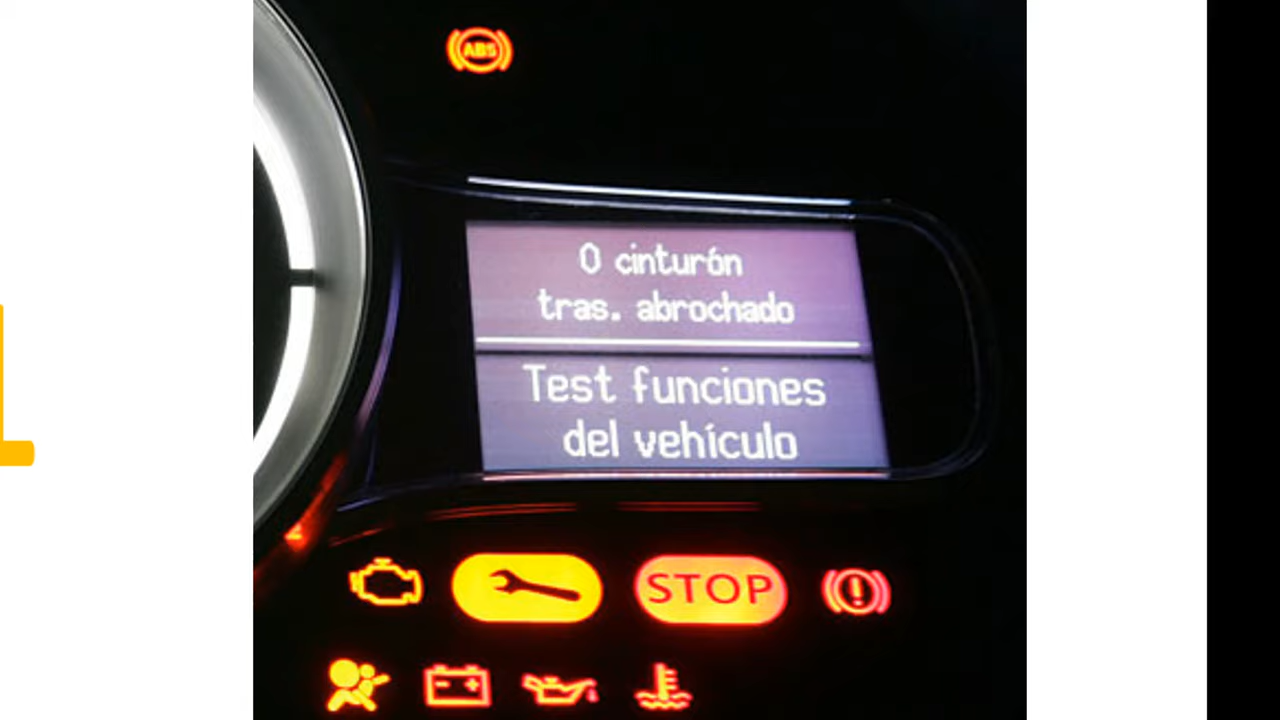 ABS
0 cinturón
tras. abrochado
Test funciones
del vehículo
STOP